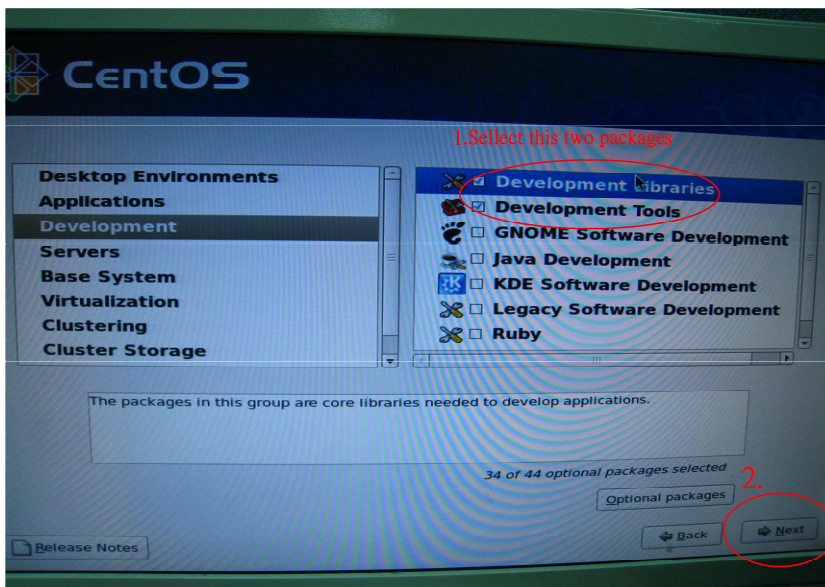 CentOS
1.Sellect this two packages
Desktop Environments
Applications
Development
Servers
Base System
Virtualization
Clustering
Cluster Storage
Development Libraries
Development Tools
GNOME Software Development
Java Development
KDE Software Development
Legacy Software Development
Ruby
The packages in this group are core libraries needed to develop applications.
34 of 44 optional packages selected
2.
Optional packages
Release Notes
Back
Next